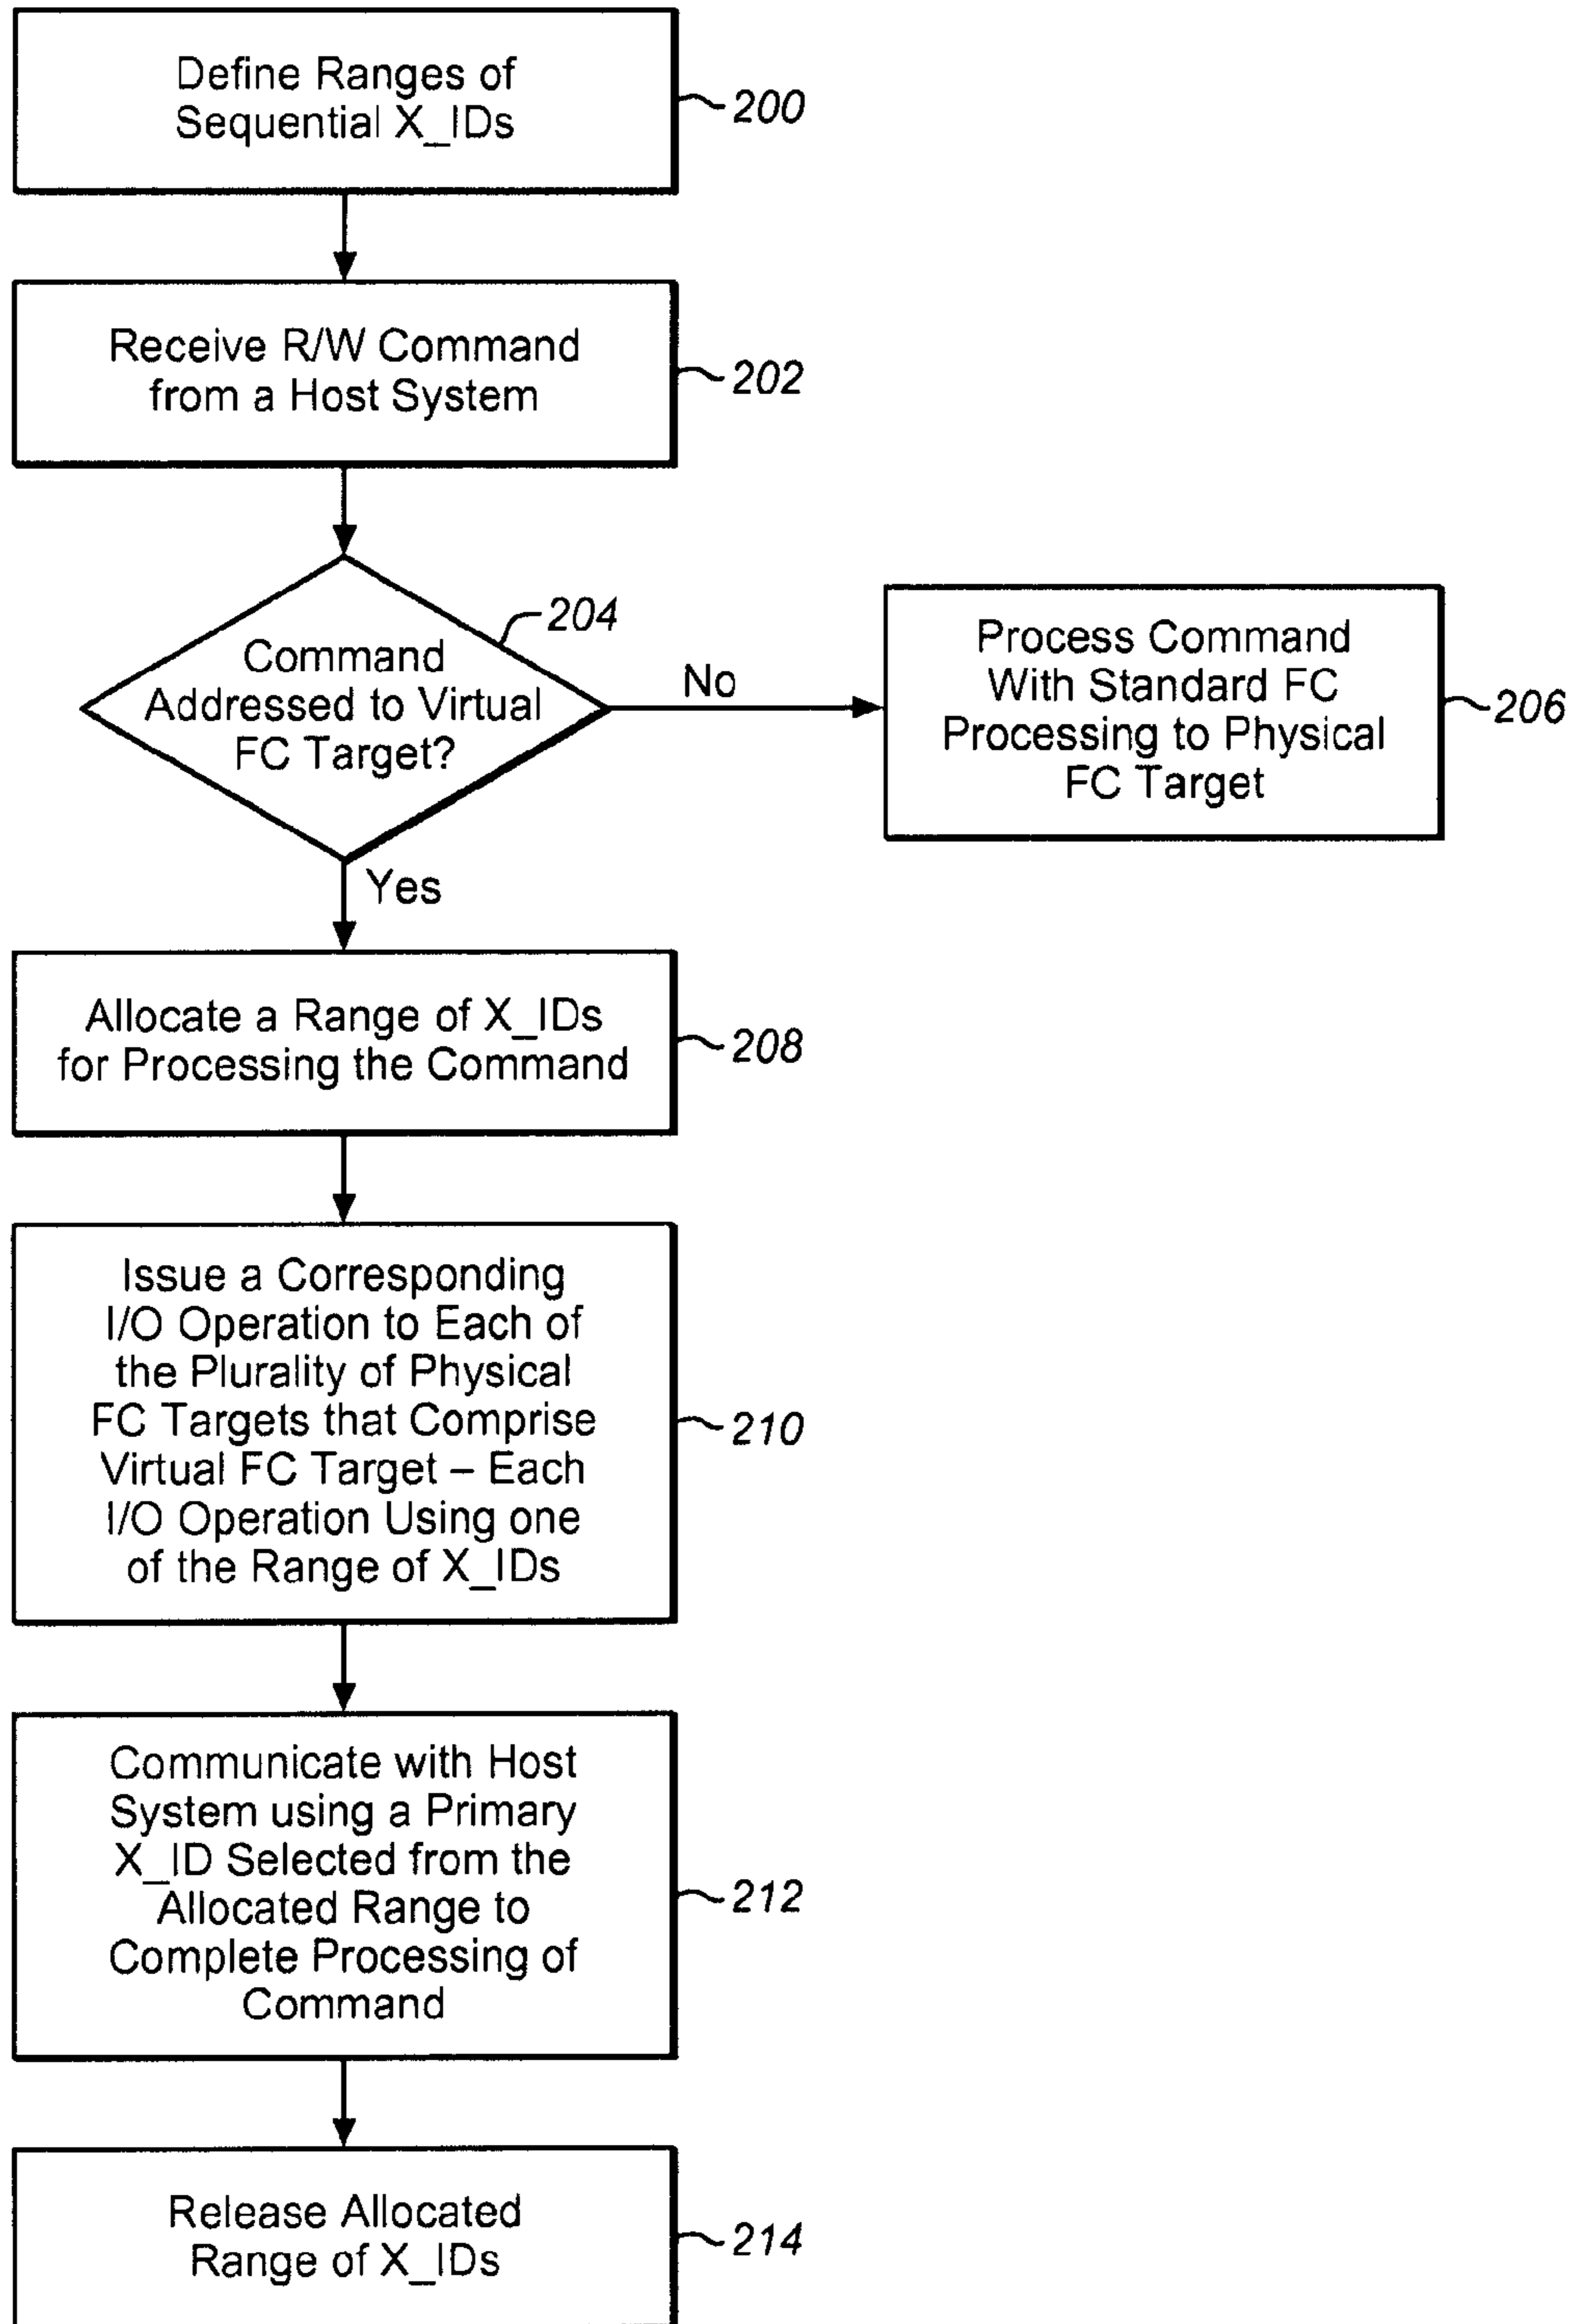 Define Ranges of
Sequential X_IDs
200
Receive R/W Command
from a Host System
202
204
Command
Addressed to Virtual
FC Target?
No
Process Command
With Standard FC
Processing to Physical
FC Target
206
Yes
Allocate a Range of X_IDs
for Processing the Command
208
Issue a Corresponding
I/O Operation to Each of
the Plurality of Physical
FC Targets that Comprise
Virtual FC Target – Each
I/O Operation Using one
of the Range of X_IDs
210
Communicate with Host
System using a Primary
X_ID Selected from the
Allocated Range to
Complete Processing of
Command
212
Release Allocated
Range of X_IDs
214